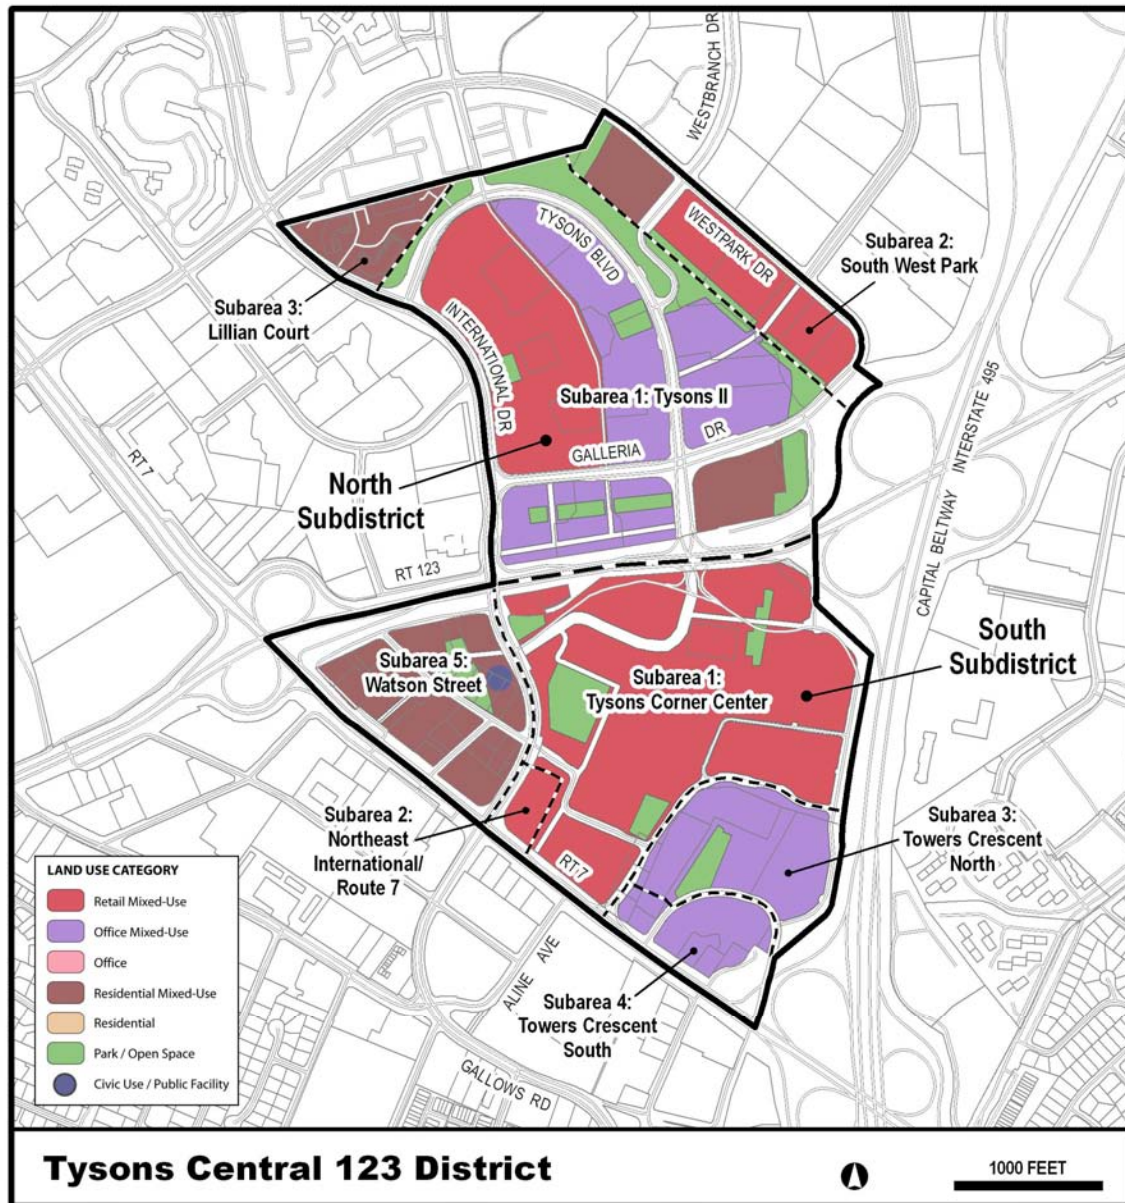 WESTBRANCH DR
TYSONS BLVD
WESTPARK DR
Subarea 2:
South West Park
Subarea 3:
Lillian Court
INTERNATIONAL DR
Subarea 1: Tysons II
GALLERIA
DR
CAPITAL BELTWAY INTERSTATE 495
RT 7
North
Subdistrict
RT 123
South
Subdistrict
Subarea 5:
Watson Street
Subarea 1:
Tysons Corner Center
Subarea 2:
Northeast
International/
Route 7
Subarea 3:
Towers Crescent
North
RT 7
ALINE AVE
Subarea 4:
Towers Crescent
South
GALLOWS RD
LAND USE CATEGORY
Retail Mixed-Use
Office Mixed-Use
Office
Residential Mixed-Use
Residential
Park / Open Space
Civic Use / Public Facility
Tysons Central 123 District
1000 FEET